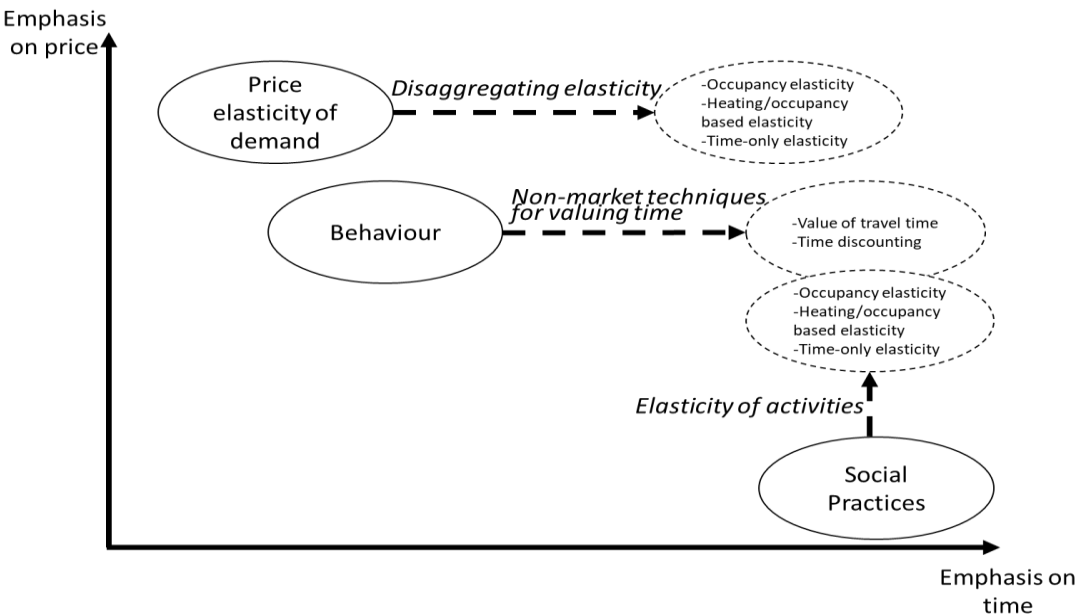 Emphasis
on price
Price
elasticity of
demand
Disaggregating elasticity
-Occupancy elasticity
-Heating/occupancy
based elasticity
-Time-only elasticity
Behaviour
Non-market techniques
for valuing time
-Value of travel time
-Time discounting
-Occupancy elasticity
-Heating/occupancy
based elasticity
-Time-only elasticity
Elasticity of activities
Social
Practices
Emphasis on
time